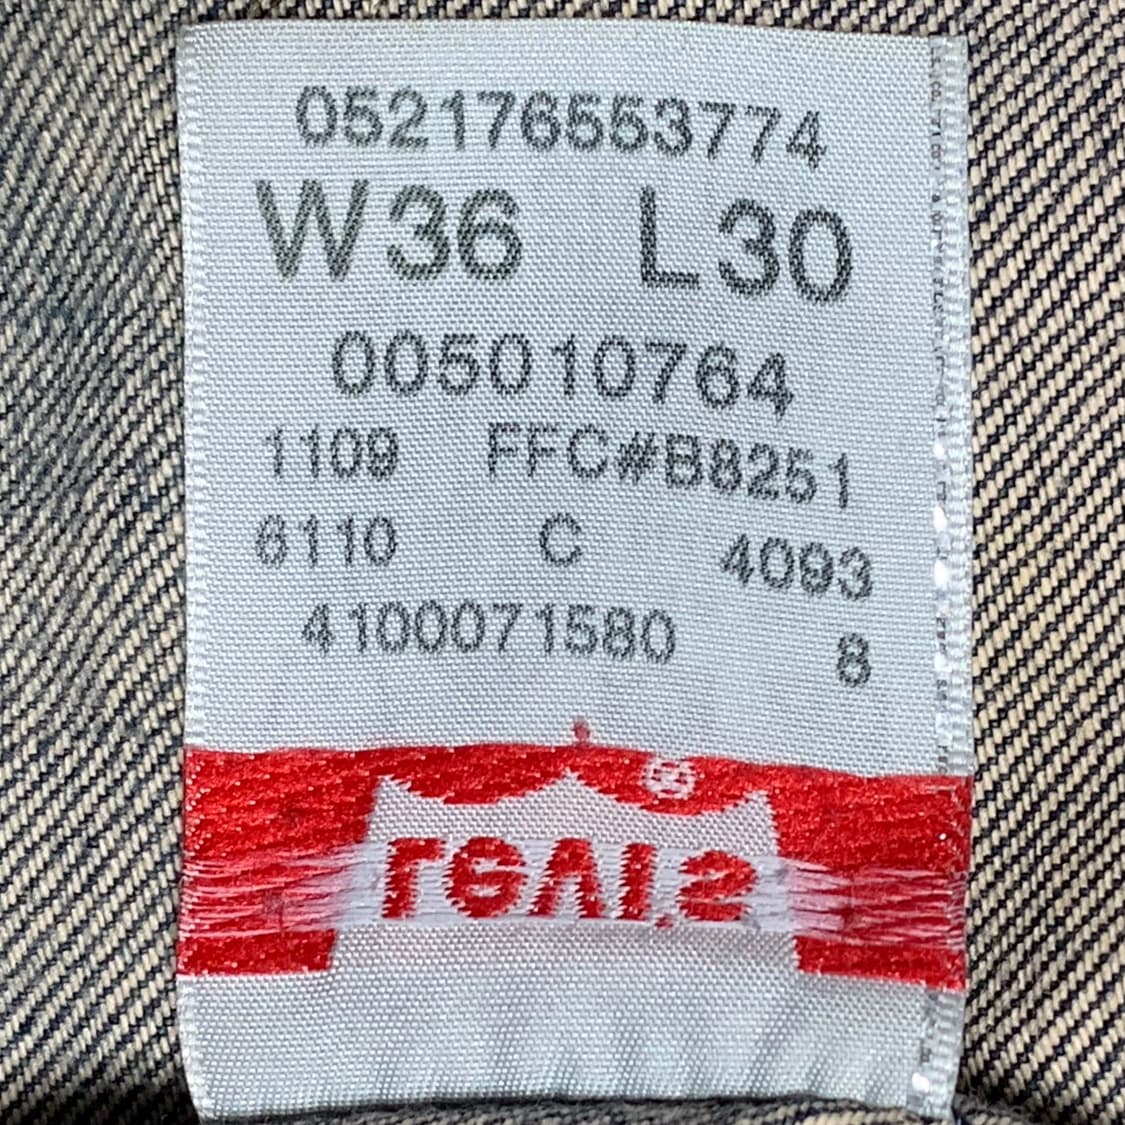 052176553774
W36 L30
005010764
1109 FFC#B8251
6110 C 4093
4100071580 8
®
LEVI'S